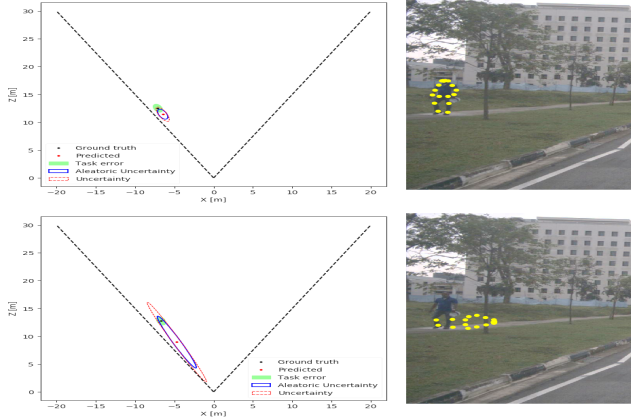 30
25
20
15
10
5
0
Z [m]
Ground truth
Predicted
Task error
Aleatoric Uncertainty
Uncertainty
−20 −15 −10 −5 0 5 10 15 20
X [m]
30
25
20
15
10
5
0
Z [m]
Ground truth
Predicted
Task error
Aleatoric Uncertainty
Uncertainty
−20 −15 −10 −5 0 5 10 15 20
X [m]